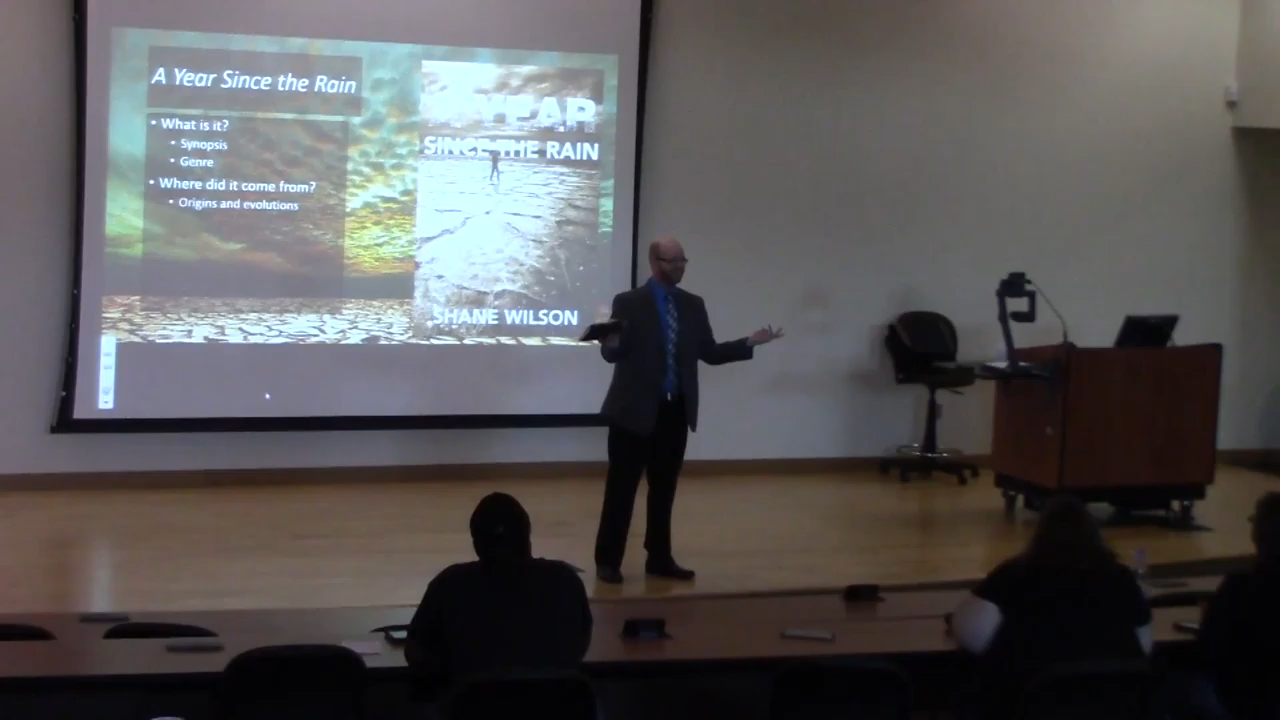 A Year Since the Rain
• What is it?
• Synopsis
• Genre
• Where did it come from?
• Origins and evolutions
YEAR
SINCE THE RAIN
SHANE WILSON